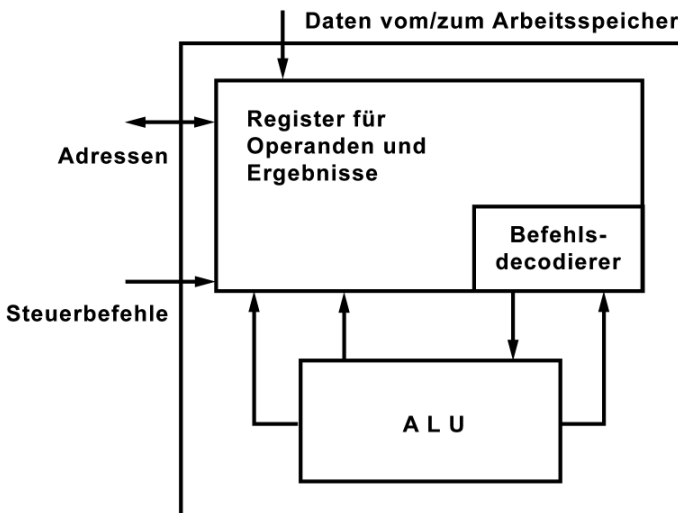 Daten vom/zum Arbeitsspeicher
Register für
Operanden und
Ergebnisse
Adressen
Befehls-
decodierer
Steuerbefehle
A L U